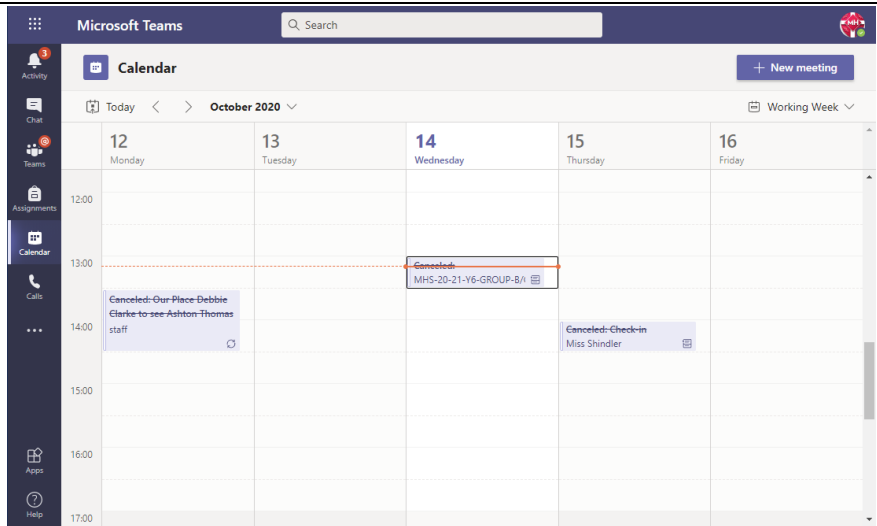 Microsoft Teams
Search
MH
3
Activity
Calendar
+ New meeting
Chat
Today
October 2020
Working Week
@
Teams
12
Monday
13
Tuesday
14
Wednesday
15
Thursday
16
Friday
Assignments
12:00
Calendar
13:00
Canceled:
MHS-20-21-Y6-GROUP-B/
Calls
Canceled: Our Place Debbie
Clarke to see Ashton Thomas
staff
14:00
Canceled: Check-in
Miss Shindler
15:00
16:00
Apps
Help
17:00